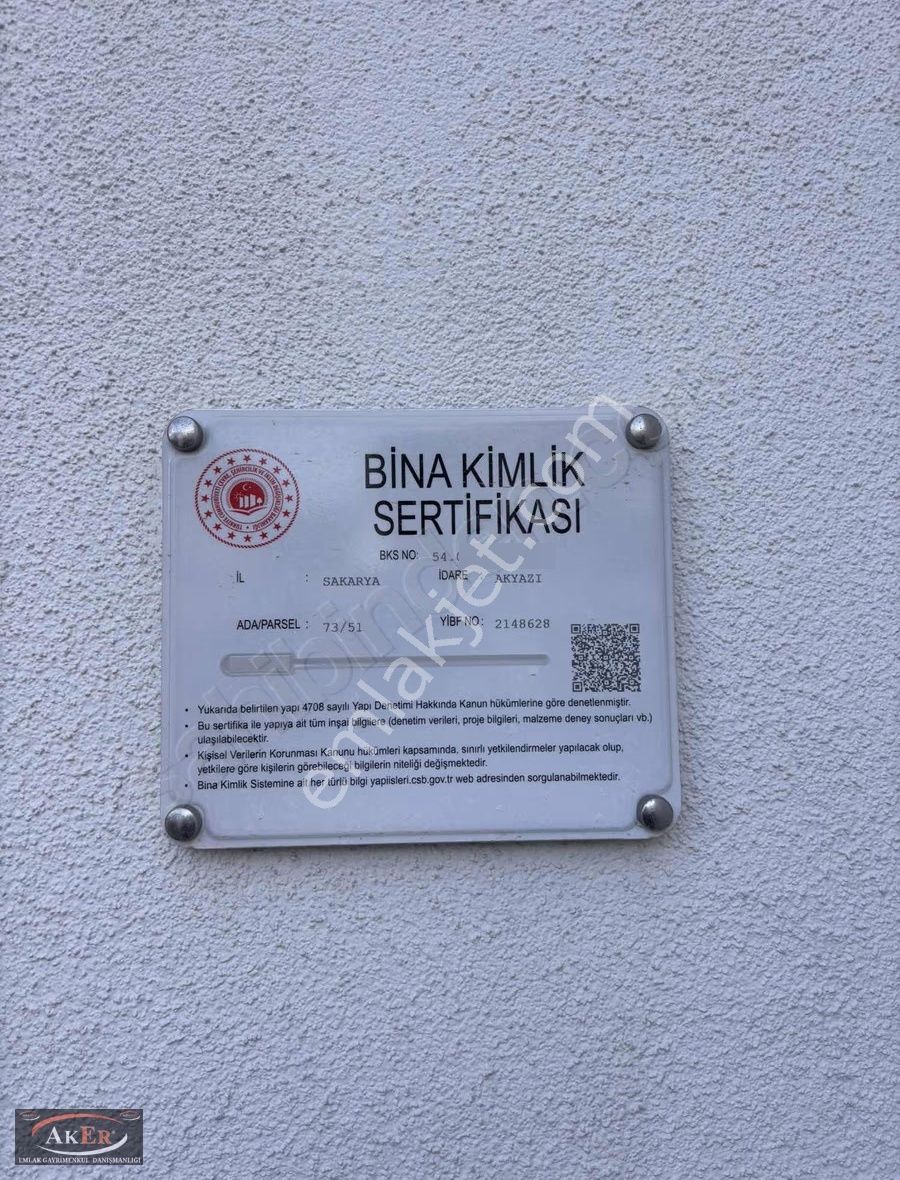 BİNA KİMLİK
SERTİFİKASI
BKS NO: 54.
İL : SAKARYA İDARE : AKYAZI
ADA/PARSEL : 73/51 YİBF NO: 2148628
• Yukarıda belirtilen yapı 4708 sayılı Yapı Denetimi Hakkında Kanun hükümlerine göre denetlenmiştir.
• Bu sertifika ile yapıya ait tüm inşai bilgilere (denetim verileri, proje bilgileri, malzeme deney sonuçları vb.)
ulaşılabilecektir.
• Kişisel Verilerin Korunması Kanunu hükümleri kapsamında, sınırlı yetkilendirmeler yapılacak olup,
yetkilere göre kişilerin görebileceği bilgilerin niteliği değişmektedir.
• Bina Kimlik Sistemine ait her türlü bilgi yapiisleri.csb.gov.tr web adresinden sorgulanabilmektedir.
emlakjet.com
AKER
EMLAK GAYRİMENKUL DANIŞMANLIĞI